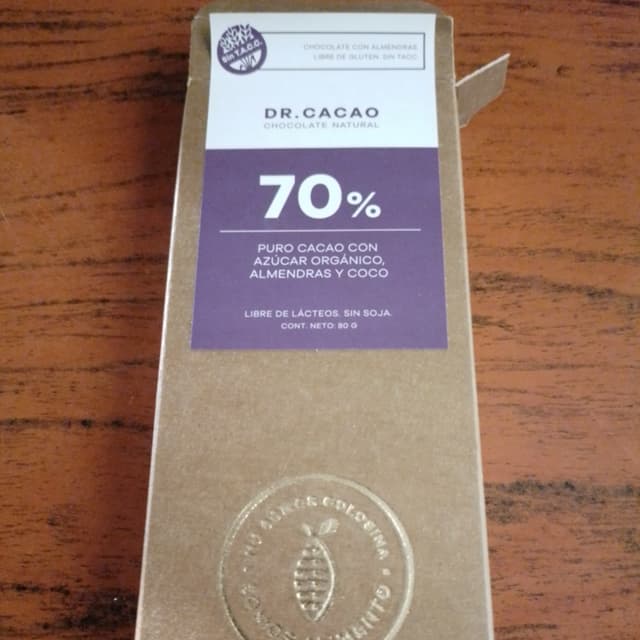 Sin T.A.C.C.
CHOCOLATE CON ALMENDRAS
LIBRE DE GLUTEN. SIN TACC
DR.CACAO
CHOCOLATE NATURAL
70%
PURO CACAO CON
AZÚCAR ORGÁNICO,
ALMENDRAS Y COCO
LIBRE DE LÁCTEOS. SIN SOJA.
CONT. NETO: 80 G